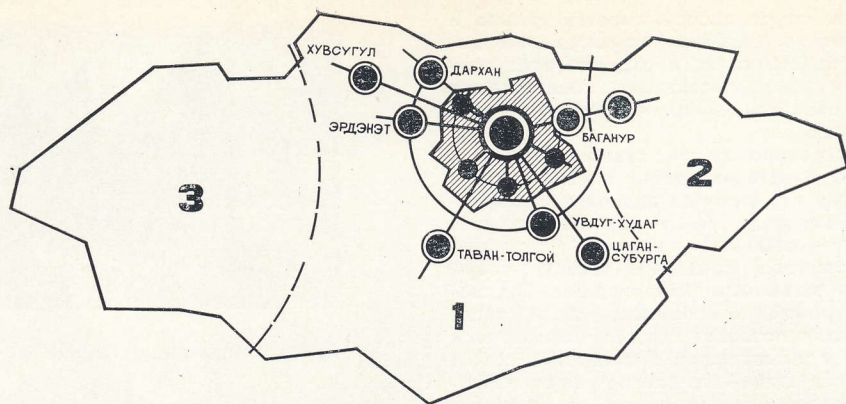 ХУВСУГУЛ
ДАРХАН
ЭРДЭНЭТ
БАГАНУР
3
2
УВДУГ-ХУДАГ
ТАВАН-ТОЛГОЙ
ЦАГАН-
СУБУРГА
1